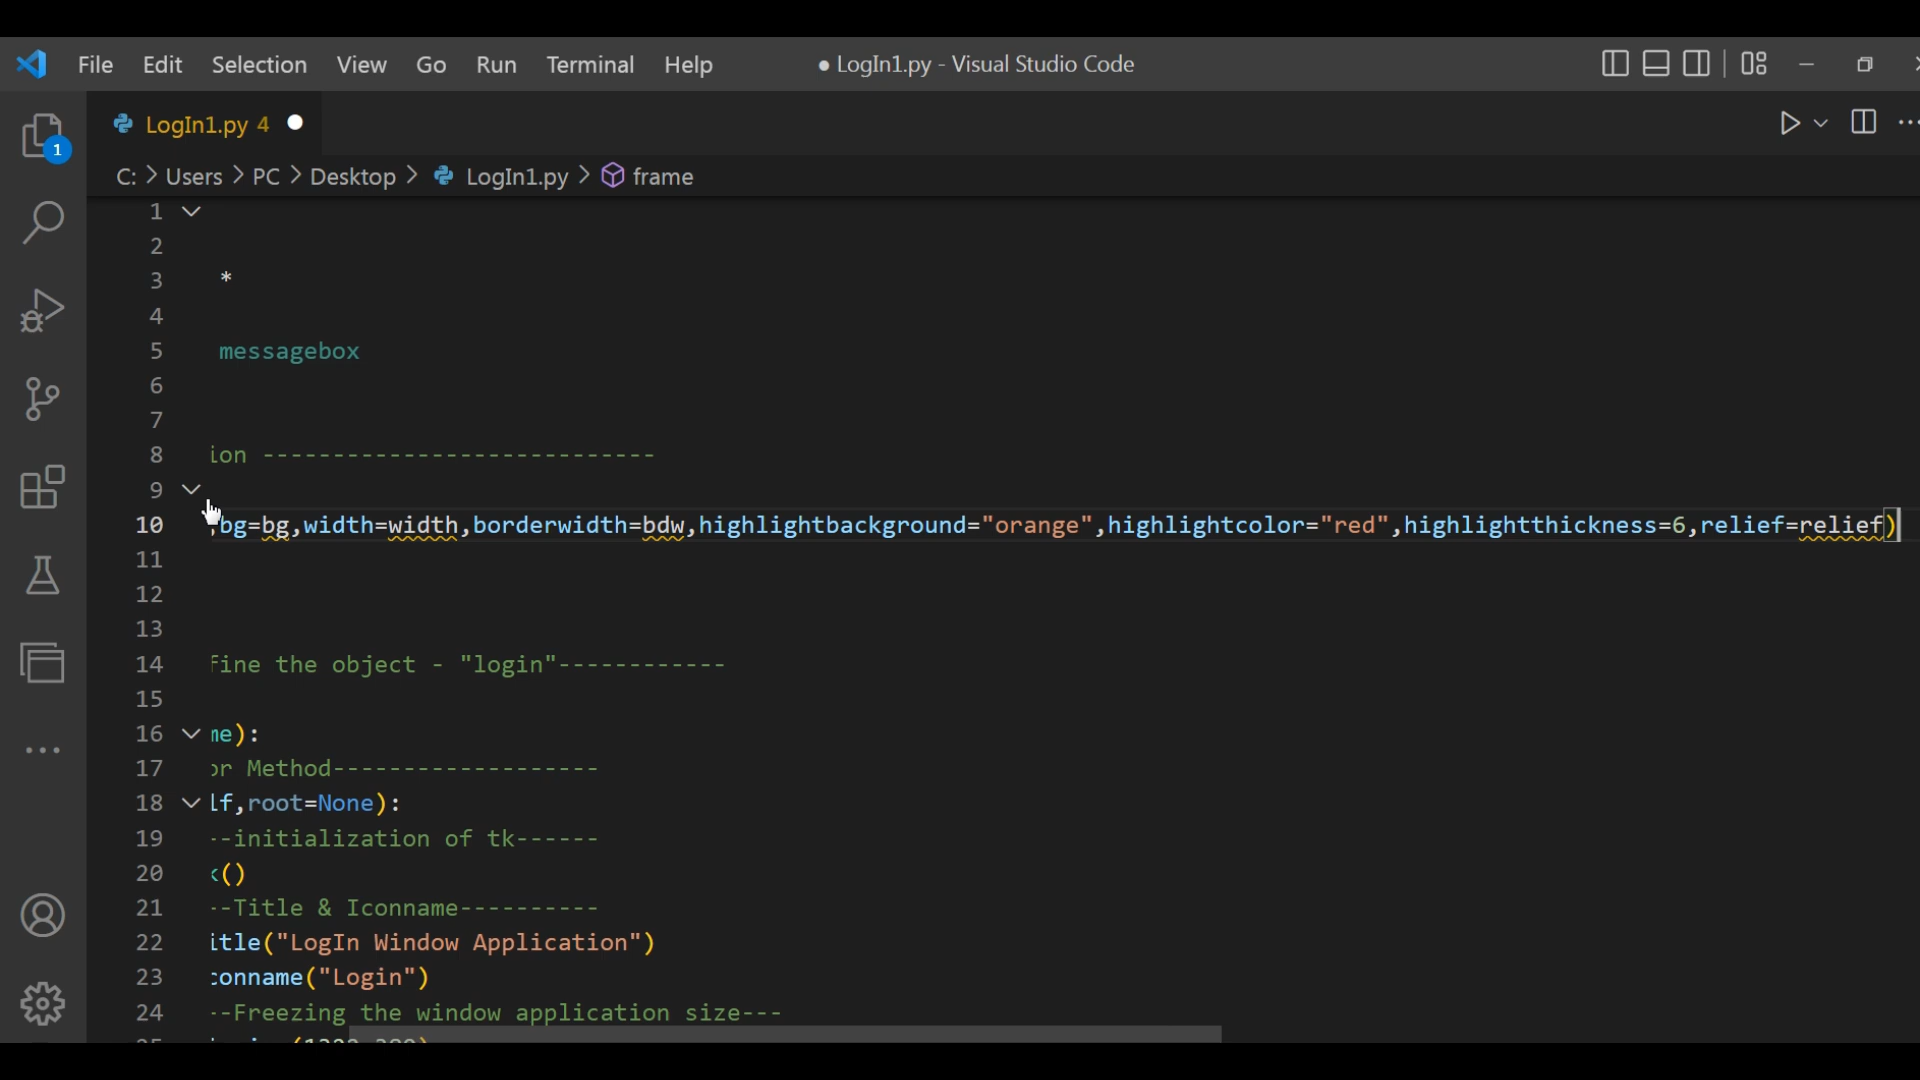 File Edit Selection View Go Run Terminal Help ● LogIn1.py - Visual Studio Code
1
LogIn1.py 4 ●
C: > Users > PC > Desktop > LogIn1.py > frame
1
2
3 *
4
5 messagebox
6
7
8 ion ----------------------------
9
10 ,bg=bg,width=width,borderwidth=bdw,highlightbackground="orange",highlightcolor="red",highlightthickness=6,relief=relief)
11
12
13
14 fine the object - "login"------------
15
16 me):
17 or Method-------------------
18 lf,root=None):
19 --initialization of tk------
20 k()
21 --Title & Iconname----------
22 itle("LogIn Window Application")
23 conname("Login")
24 --Freezing the window application size---